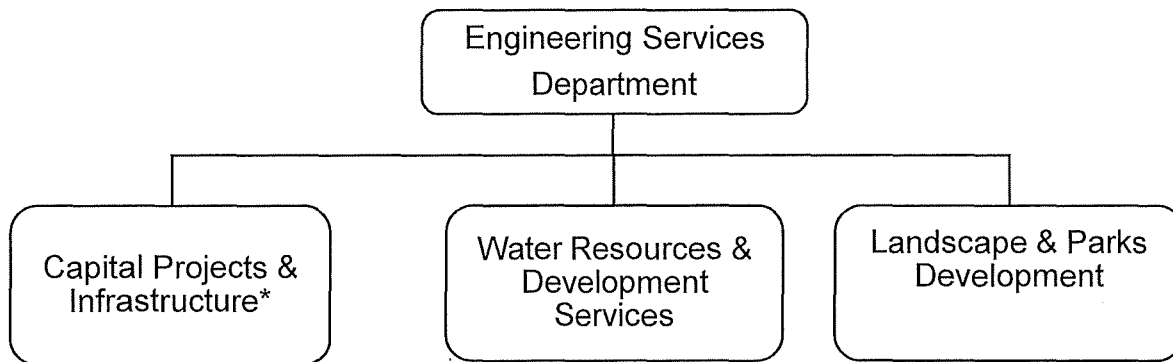 Engineering Services
Department
Capital Projects &
Infrastructure*
Water Resources &
Development
Services
Landscape & Parks
Development